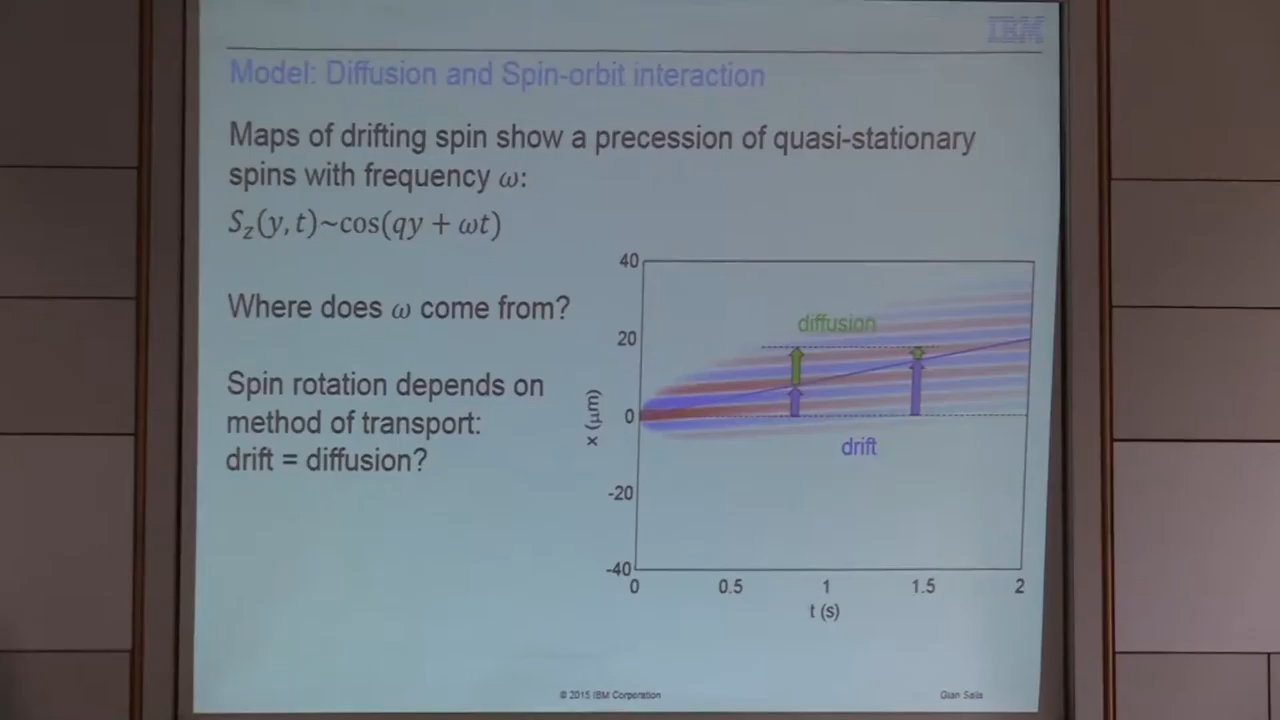 IBM
Model: Diffusion and Spin-orbit interaction
Maps of drifting spin show a precession of quasi-stationary
spins with frequency ω:
S_z(y, t)~cos(qy + ωt)
Where does ω come from?
Spin rotation depends on
method of transport:
drift = diffusion?
40
20
0
-20
-40
x (μm)
diffusion
drift
0 0.5 1 1.5 2
t (s)
© 2015 IBM Corporation
Gian Salis